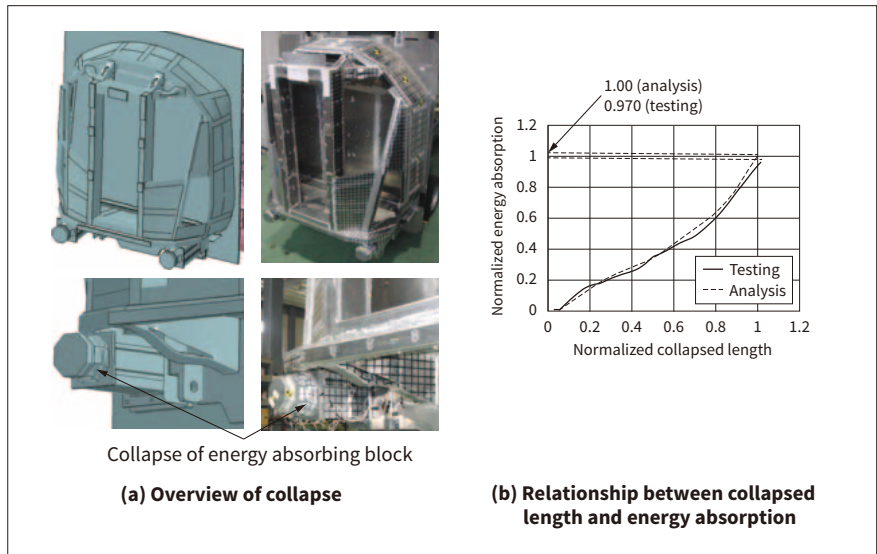 Collapse of energy absorbing block
(a) Overview of collapse
1.00 (analysis)
0.970 (testing)
Normalized energy absorption
1.2
1
0.8
0.6
0.4
0.2
0
Testing
Analysis
0 0.2 0.4 0.6 0.8 1 1.2
Normalized collapsed length
(b) Relationship between collapsed
length and energy absorption